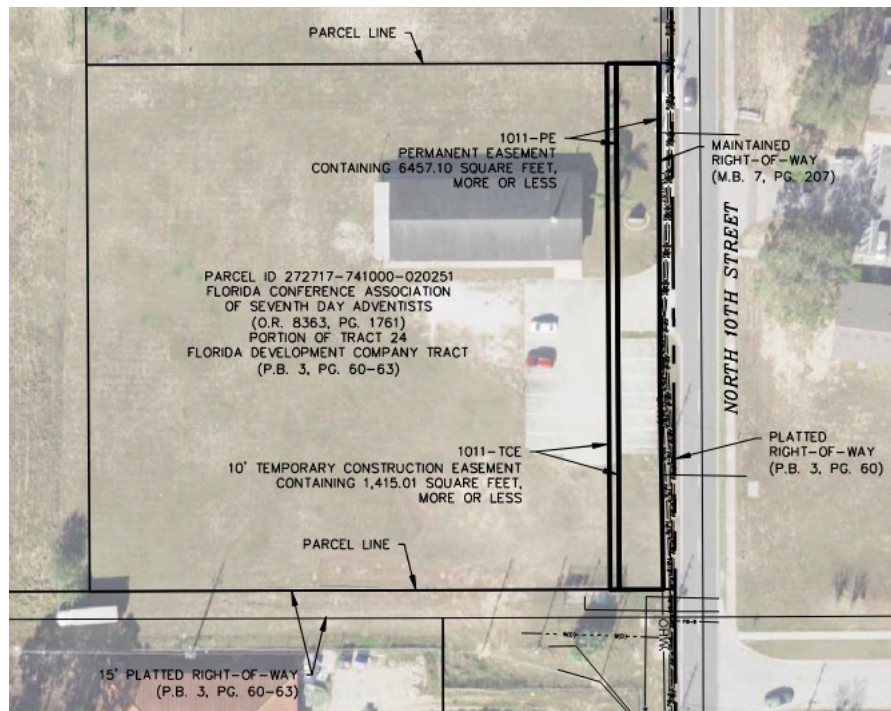 PARCEL LINE
1011-PE
PERMANENT EASEMENT
CONTAINING 6457.10 SQUARE FEET,
MORE OR LESS
MAINTAINED
RIGHT-OF-WAY
(M.B. 7, PG. 207)
NORTH 10TH STREET
PARCEL ID 272717-741000-020251
FLORIDA CONFERENCE ASSOCIATION
OF SEVENTH DAY ADVENTISTS
(O.R. 8363, PG. 1761)
PORTION OF TRACT 24
FLORIDA DEVELOPMENT COMPANY TRACT
(P.B. 3, PG. 60-63)
1011-TCE
10' TEMPORARY CONSTRUCTION EASEMENT
CONTAINING 1,415.01 SQUARE FEET,
MORE OR LESS
PLATTED
RIGHT-OF-WAY
(P.B. 3, PG. 60)
PARCEL LINE
15' PLATTED RIGHT-OF-WAY
(P.B. 3, PG. 60-63)